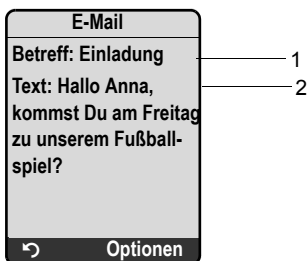 E-Mail
Betreff: Einladung
1
Text: Hallo Anna,
2
kommst Du am Freitag
zu unserem Fußball-
spiel?
Optionen